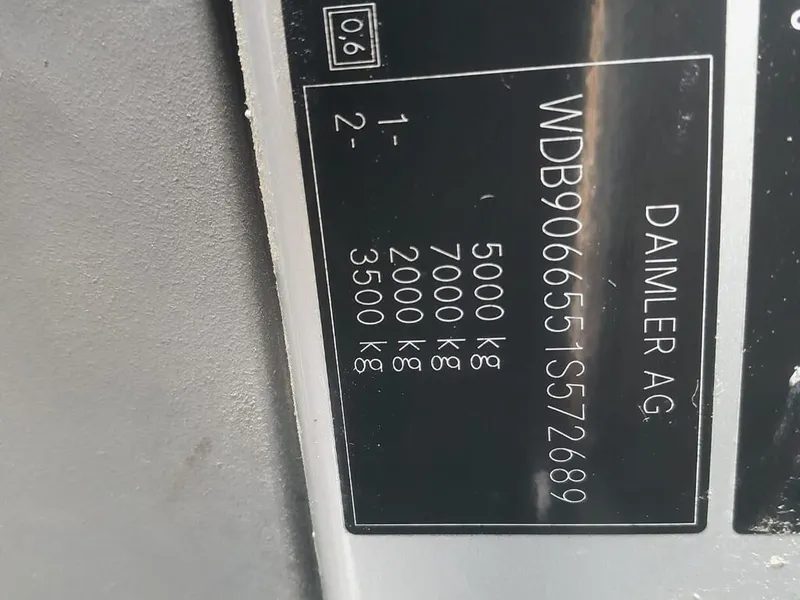 DAIMLER AG
WDB9066551S572689
5000 kg
7000 kg
1- 2000 kg
2- 3500 kg
0,6